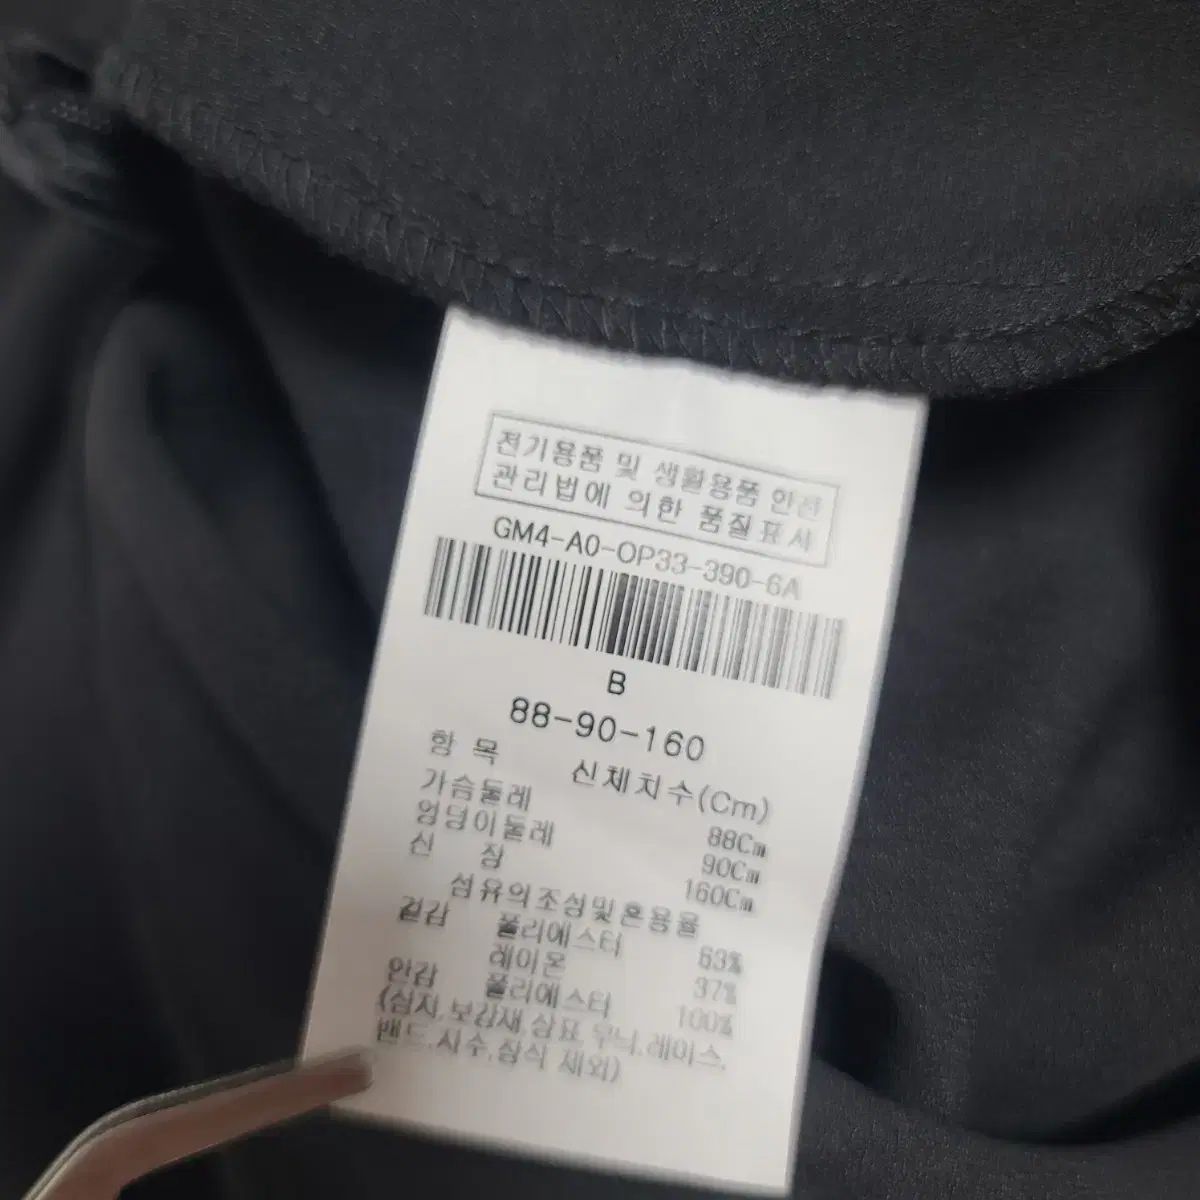 전기용품 및 생활용품 안전
관리법에 의한 품질표시
GM4-A0-OP33-390-6A
B
88-90-160
항 목 신체치수(Cm)
가슴둘레 88Cm
엉덩이둘레 90Cm
신 장 160Cm
섬유의조성및혼용율
겉감 폴리에스터 63%
레이온 37%
안감 폴리에스터 100%
(심지,보강재,상표,무늬,레이스,
밴드,시수,장식 제외)